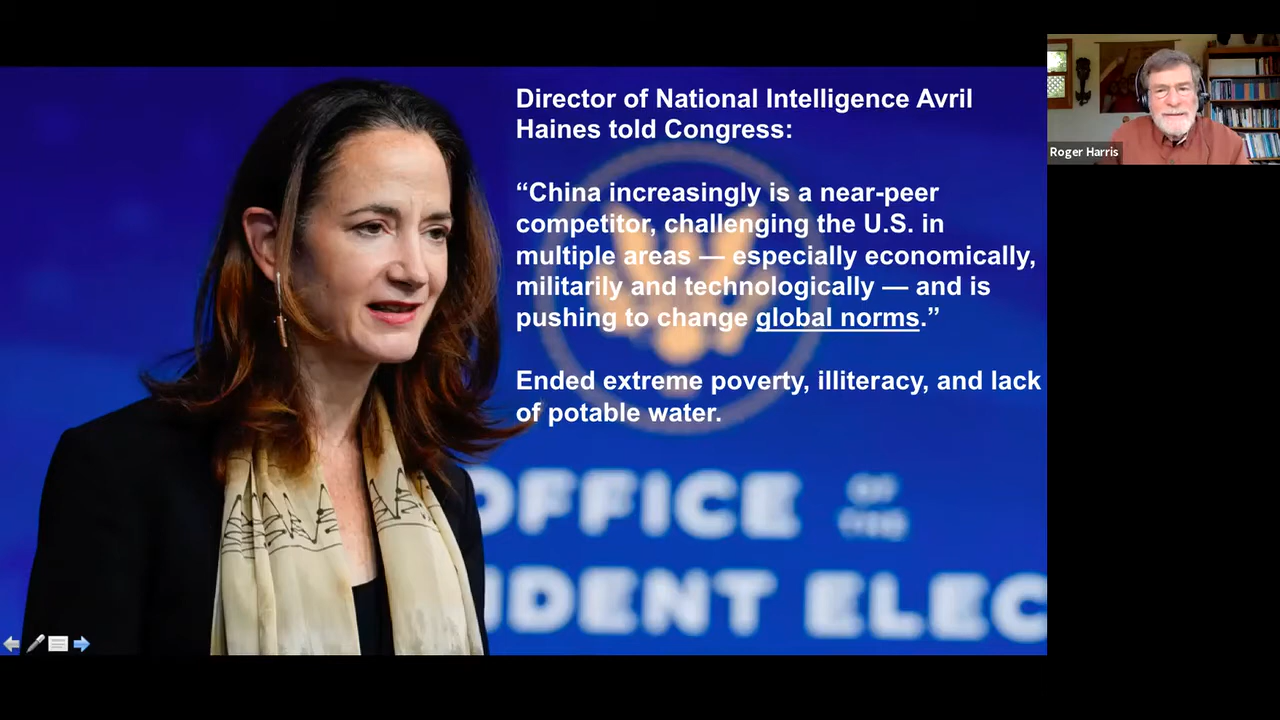 Director of National Intelligence Avril
Haines told Congress:
“China increasingly is a near-peer
competitor, challenging the U.S. in
multiple areas — especially economically,
militarily and technologically — and is
pushing to change global norms.”
Ended extreme poverty, illiteracy, and lack
of potable water.
OFFICE OF
THE
IDENT ELEC
Roger Harris